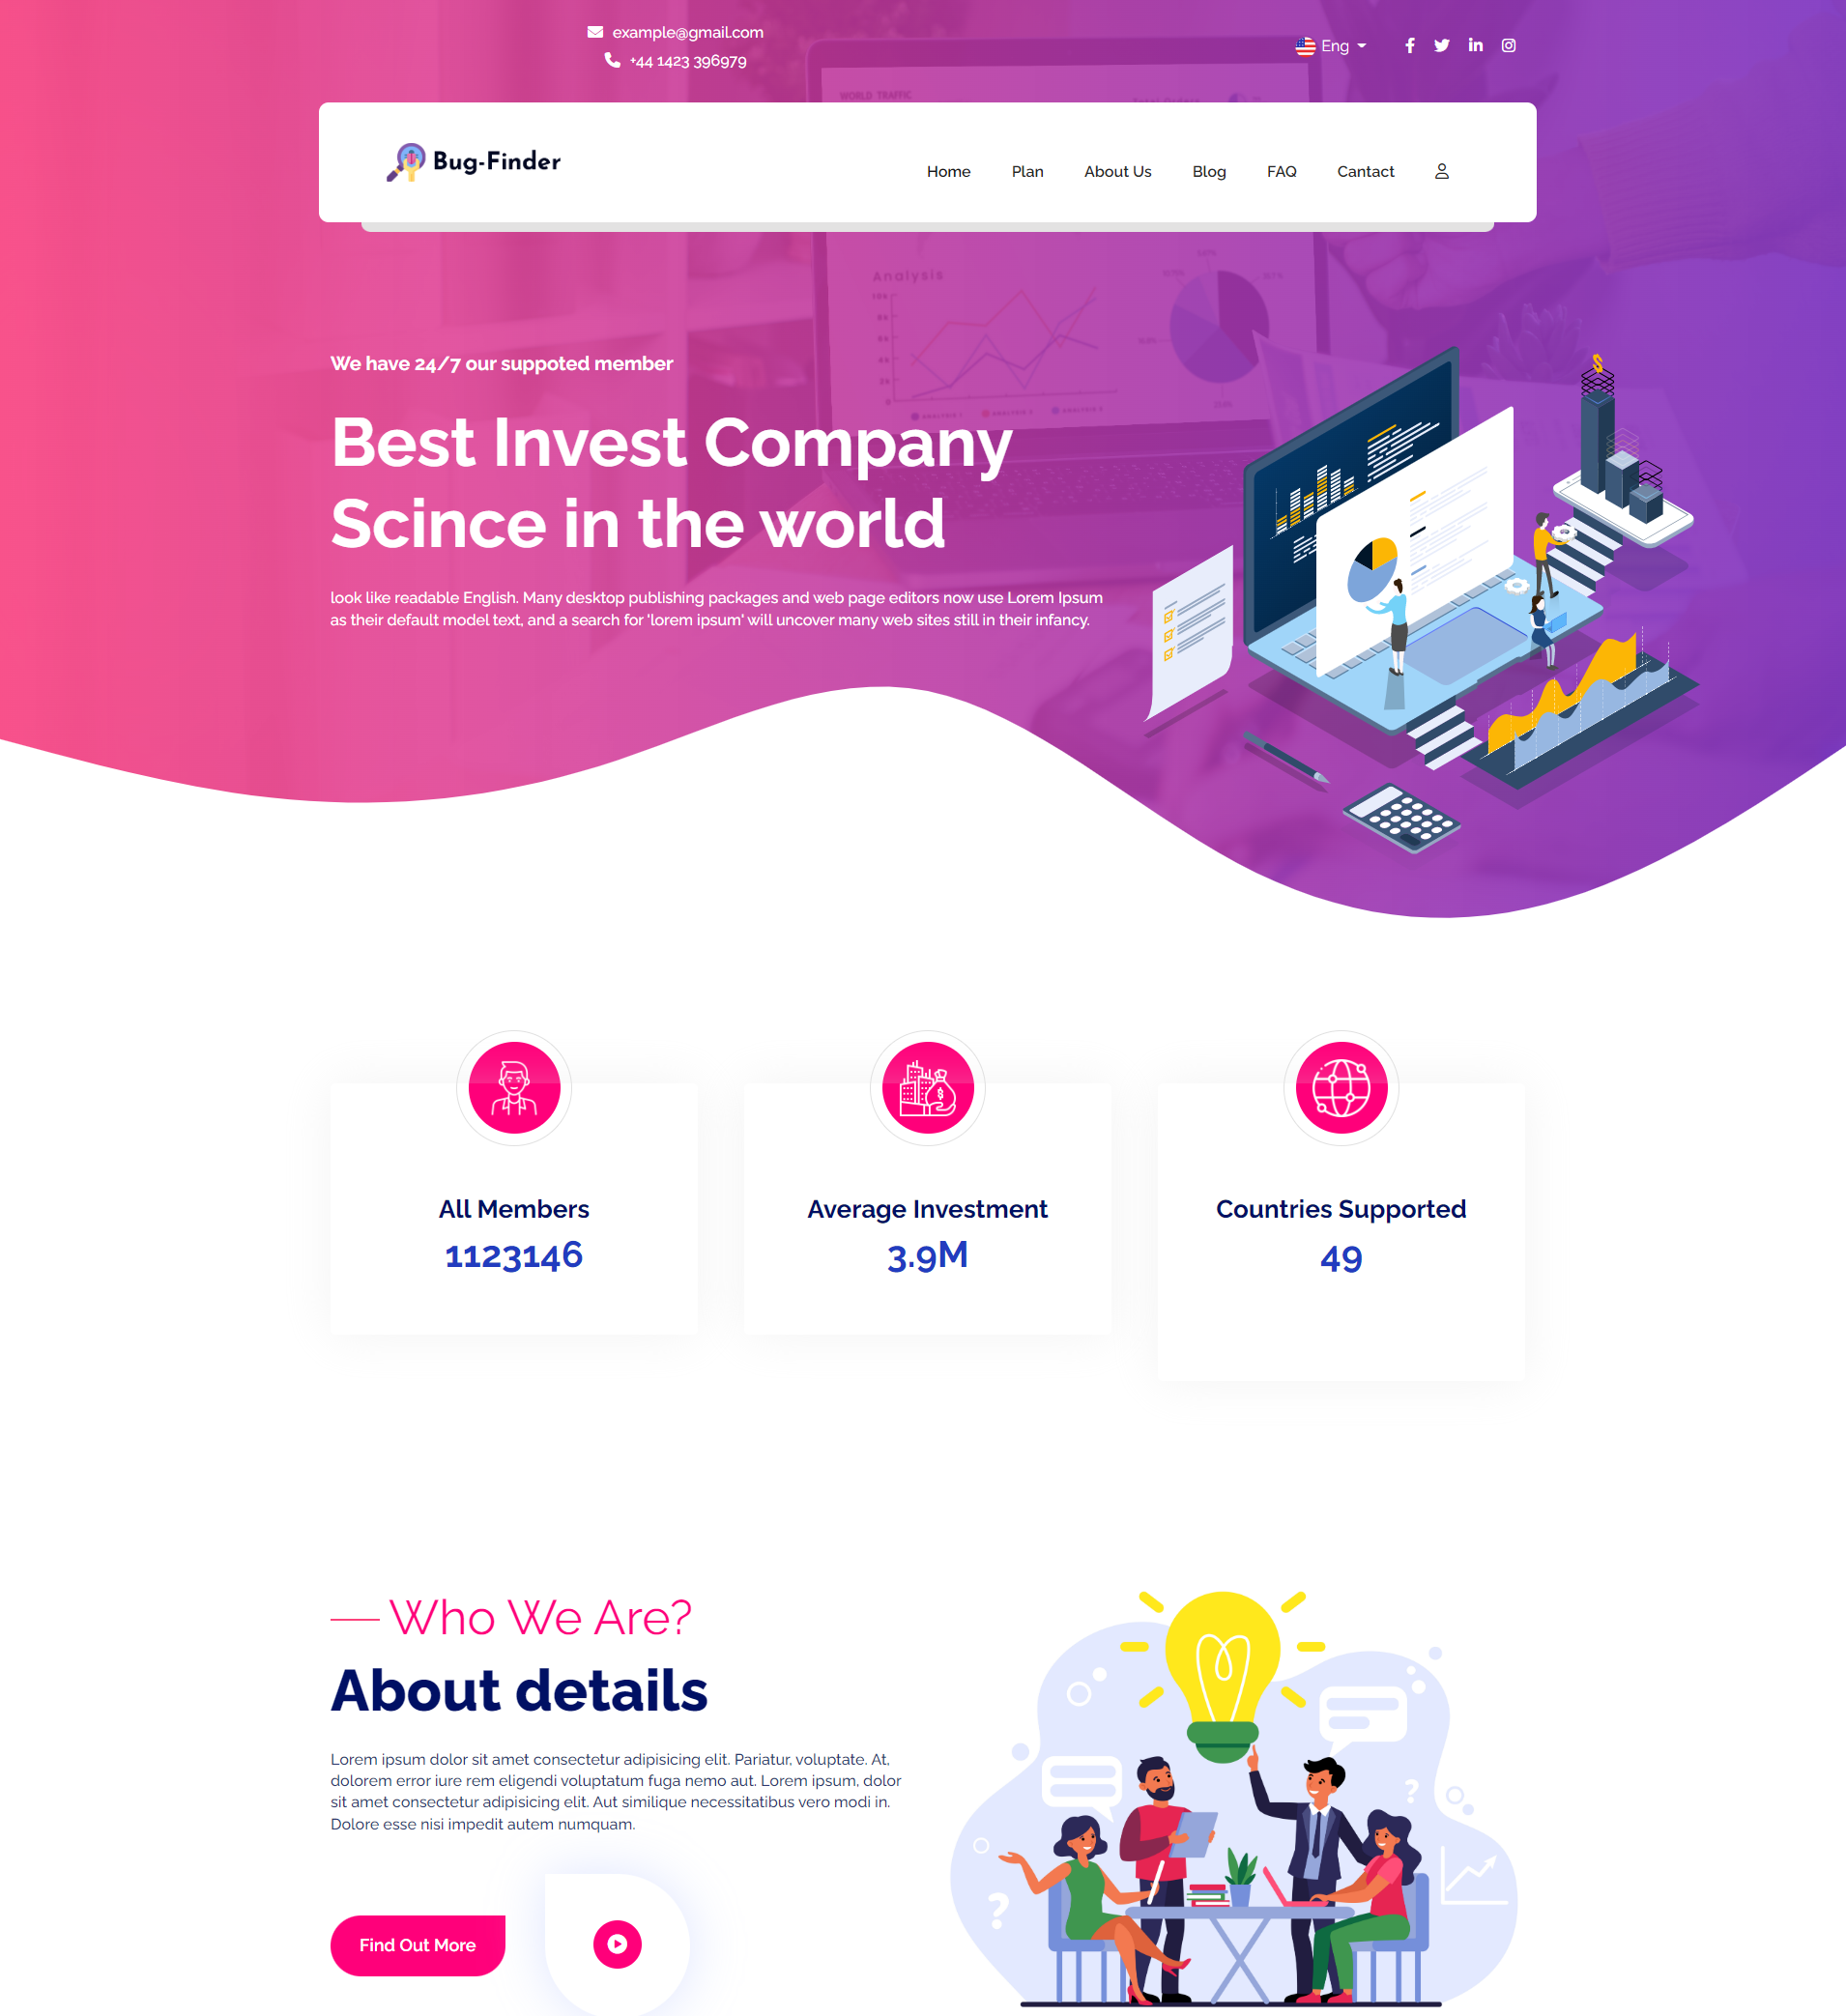 example@gmail.com
+44 1423 396979
Eng
Bug-Finder
Home
Plan
About Us
Blog
FAQ
Cantact
WORLD TRAFFIC
Analysis
We have 24/7 our suppoted member
Best Invest Company
Scince in the world
look like readable English. Many desktop publishing packages and web page editors now use Lorem Ipsum
as their default model text, and a search for 'lorem ipsum' will uncover many web sites still in their infancy.
All Members
1123146
Average Investment
3.9M
Countries Supported
49
Who We Are?
About details
Lorem ipsum dolor sit amet consectetur adipisicing elit. Pariatur, voluptate. At,
dolorem error iure rem eligendi voluptatum fuga nemo aut. Lorem ipsum, dolor
sit amet consectetur adipisicing elit. Aut similique necessitatibus vero modi in.
Dolore esse nisi impedit autem numquam.
Find Out More